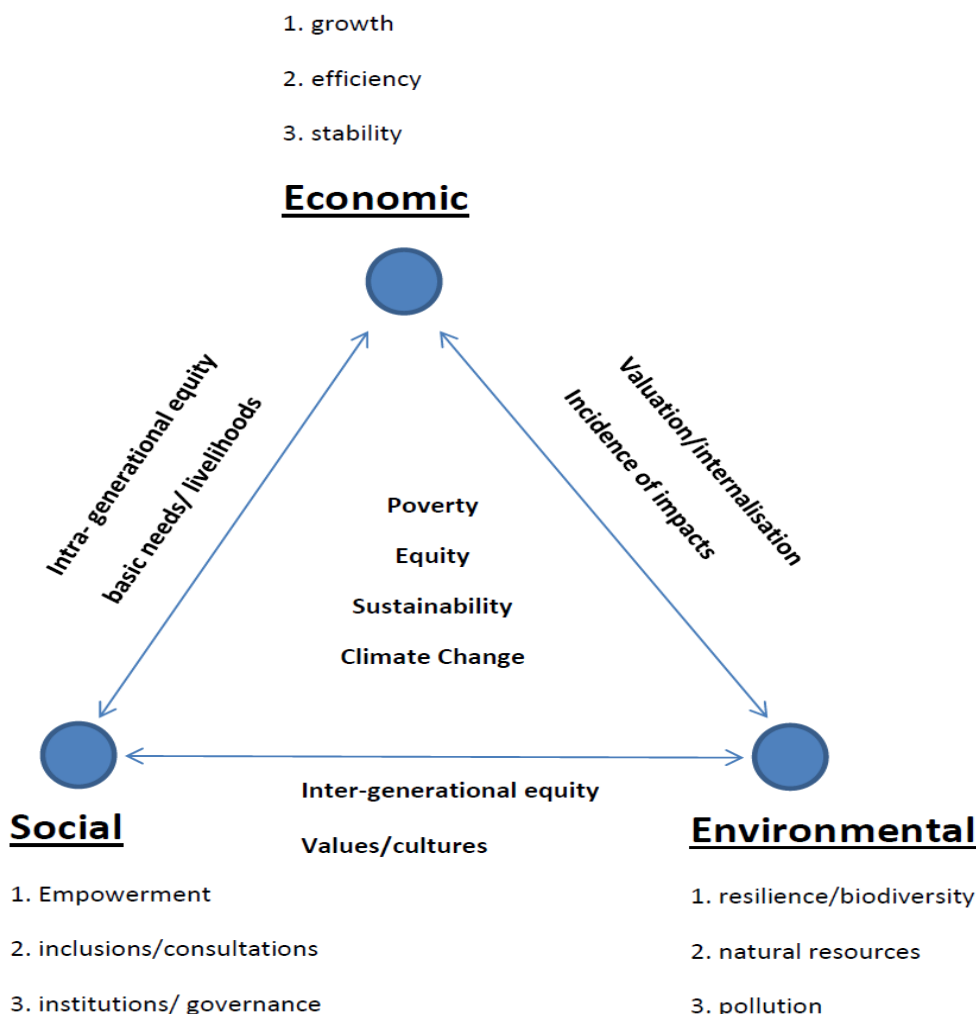 1. growth
2. efficiency
3. stability
Economic
Intra- generational equity
basic needs/ livelihoods
Valuation/internalisation
Incidence of impacts
Poverty
Equity
Sustainability
Climate Change
Inter-generational equity
Values/cultures
Social
1. Empowerment
2. inclusions/consultations
3. institutions/ governance
Environmental
1. resilience/biodiversity
2. natural resources
3. pollution